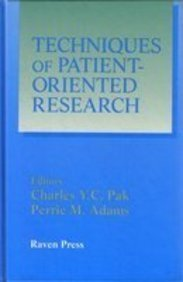 TECHNIQUES
OF PATIENT-
ORIENTED
RESEARCH
Editors
Charles Y.C. Pak
Perrie M. Adams
Raven Press